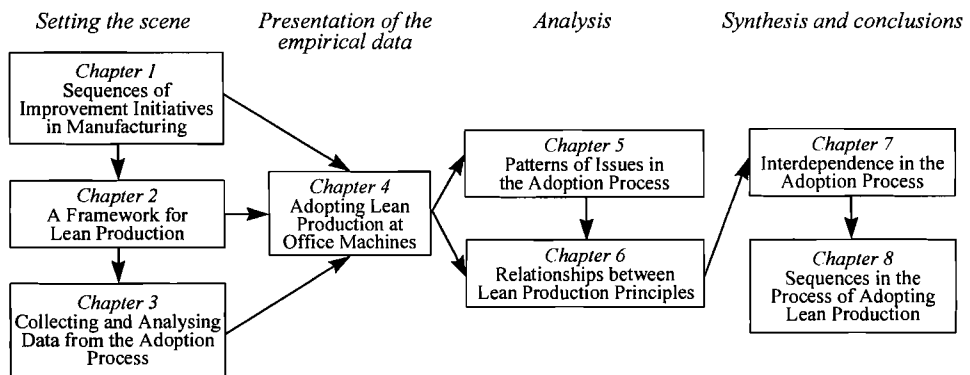 Setting the scene
Presentation of the
empirical data
Analysis
Synthesis and conclusions
Chapter 1
Sequences of
Improvement Initiatives
in Manufacturing
Chapter 2
A Framework for
Lean Production
Chapter 3
Collecting and Analysing
Data from the Adoption
Process
Chapter 4
Adopting Lean
Production at
Office Machines
Chapter 5
Patterns of Issues in
the Adoption Process
Chapter 6
Relationships between
Lean Production Principles
Chapter 7
Interdependence in the
Adoption Process
Chapter 8
Sequences in the
Process of Adopting
Lean Production